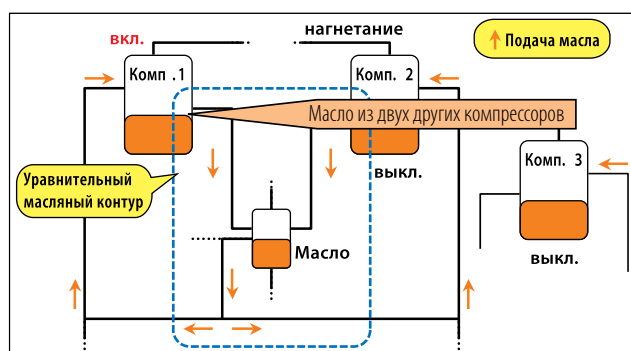 вкл.
нагнетание
Подача масла
Комп .1
Комп. 2
Масло из двух других компрессоров
Комп. 3
выкл.
Уравнительный
масляный контур
Масло
выкл.